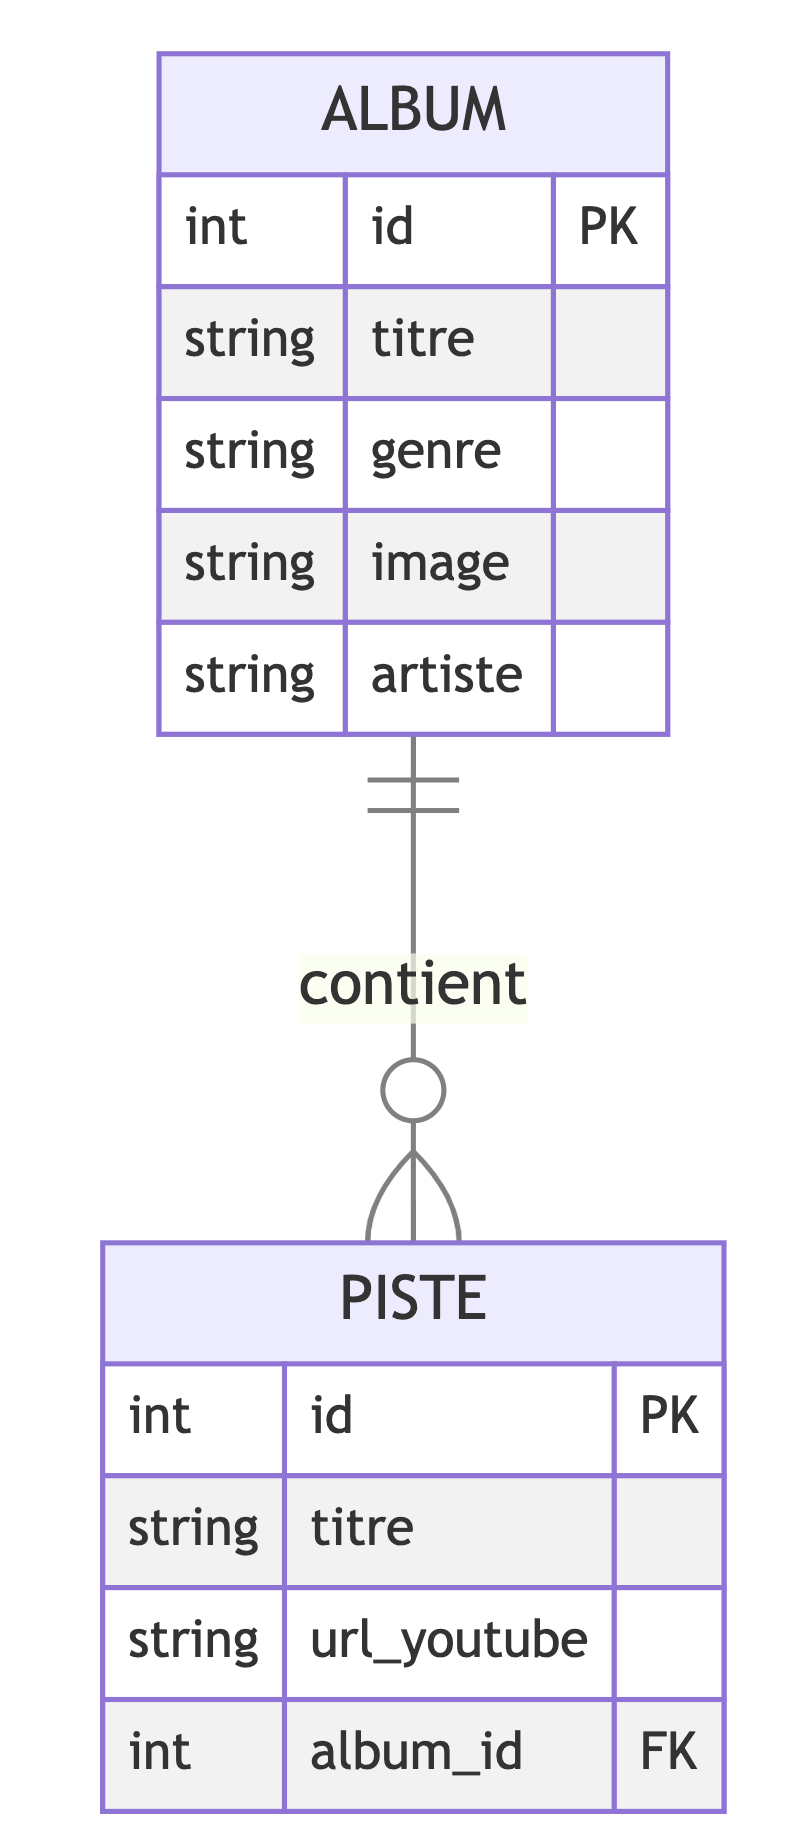 ALBUM
int id PK
string titre
string genre
string image
string artiste
contient
PISTE
int id PK
string titre
string url_youtube
int album_id FK